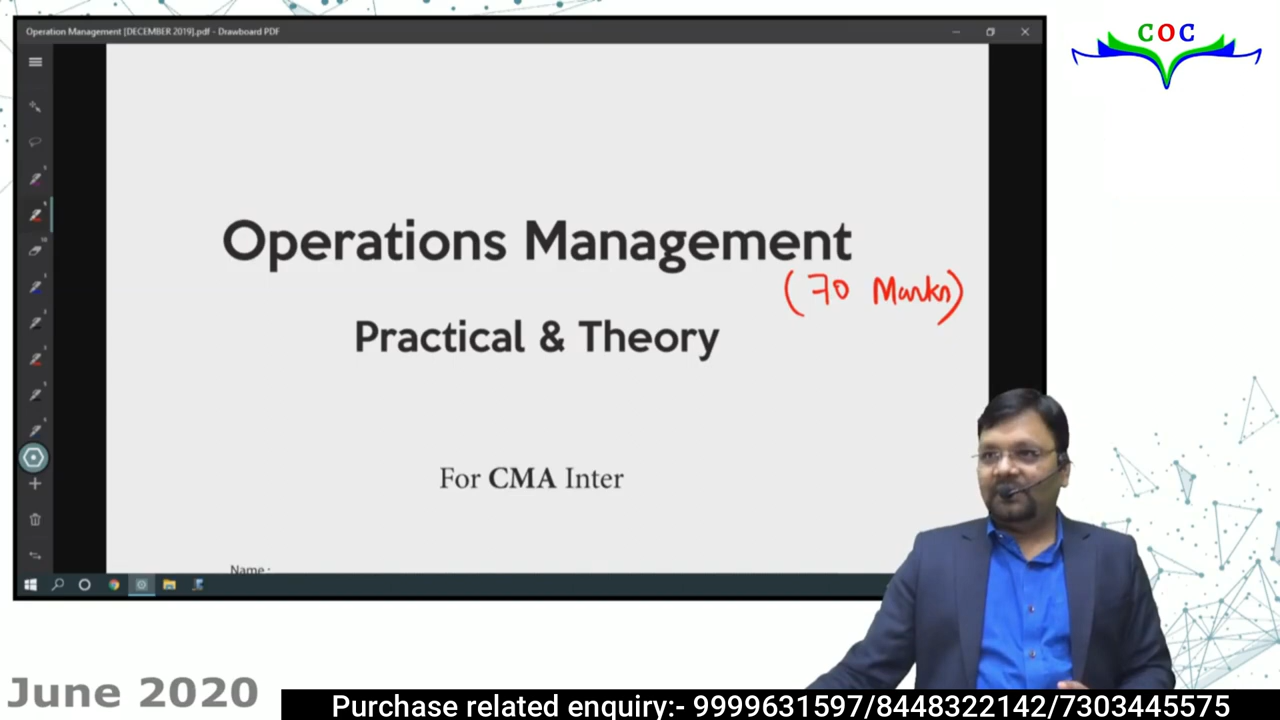 Operation Management [DECEMBER 2019].pdf - Drawboard PDF
COC
Operations Management
(70 Marks)
Practical & Theory
For CMA Inter
Name :
June 2020
Purchase related enquiry:- 9999631597/8448322142/7303445575